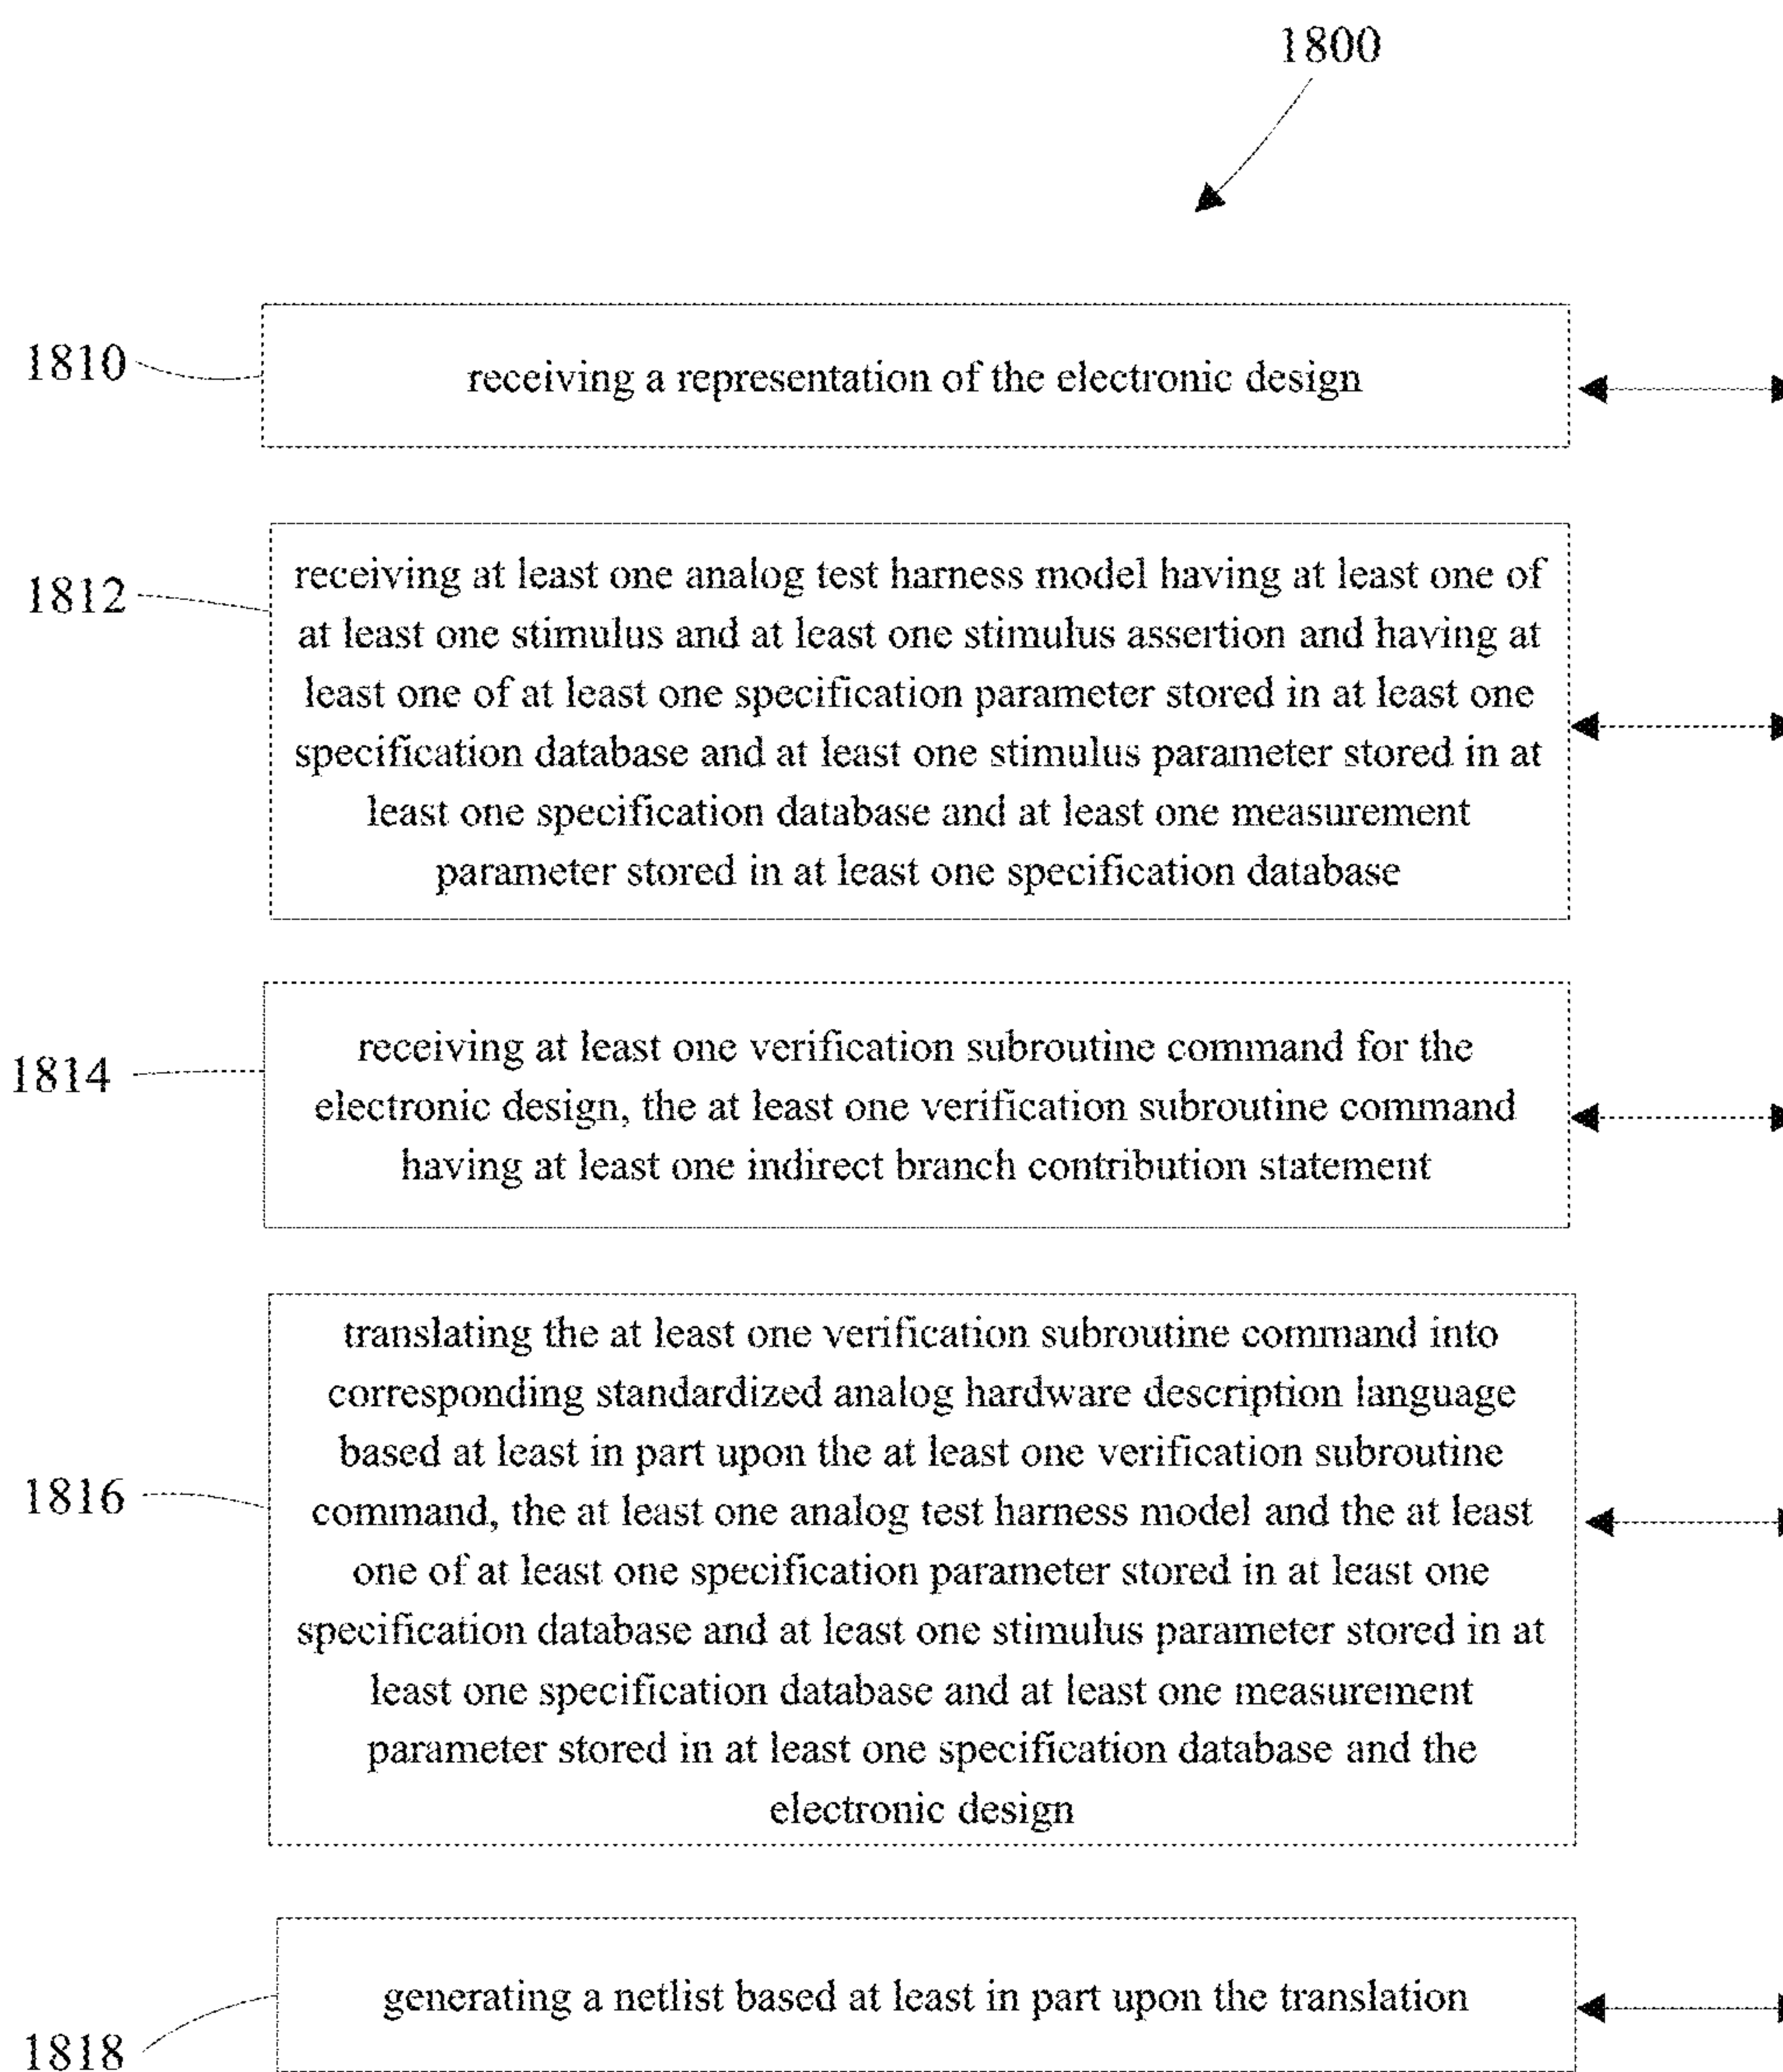 1800
1810
receiving a representation of the electronic design
1812
receiving at least one analog test harness model having at least one of
at least one stimulus and at least one stimulus assertion and having at
least one of at least one specification parameter stored in at least one
specification database and at least one stimulus parameter stored in at
least one specification database and at least one measurement
parameter stored in at least one specification database
1814
receiving at least one verification subroutine command for the
electronic design, the at least one verification subroutine command
having at least one indirect branch contribution statement
1816
translating the at least one verification subroutine command into
corresponding standardized analog hardware description language
based at least in part upon the at least one verification subroutine
command, the at least one analog test harness model and the at least
one of at least one specification parameter stored in at least one
specification database and at least one stimulus parameter stored in at
least one specification database and at least one measurement
parameter stored in at least one specification database and the
electronic design
1818
generating a netlist based at least in part upon the translation